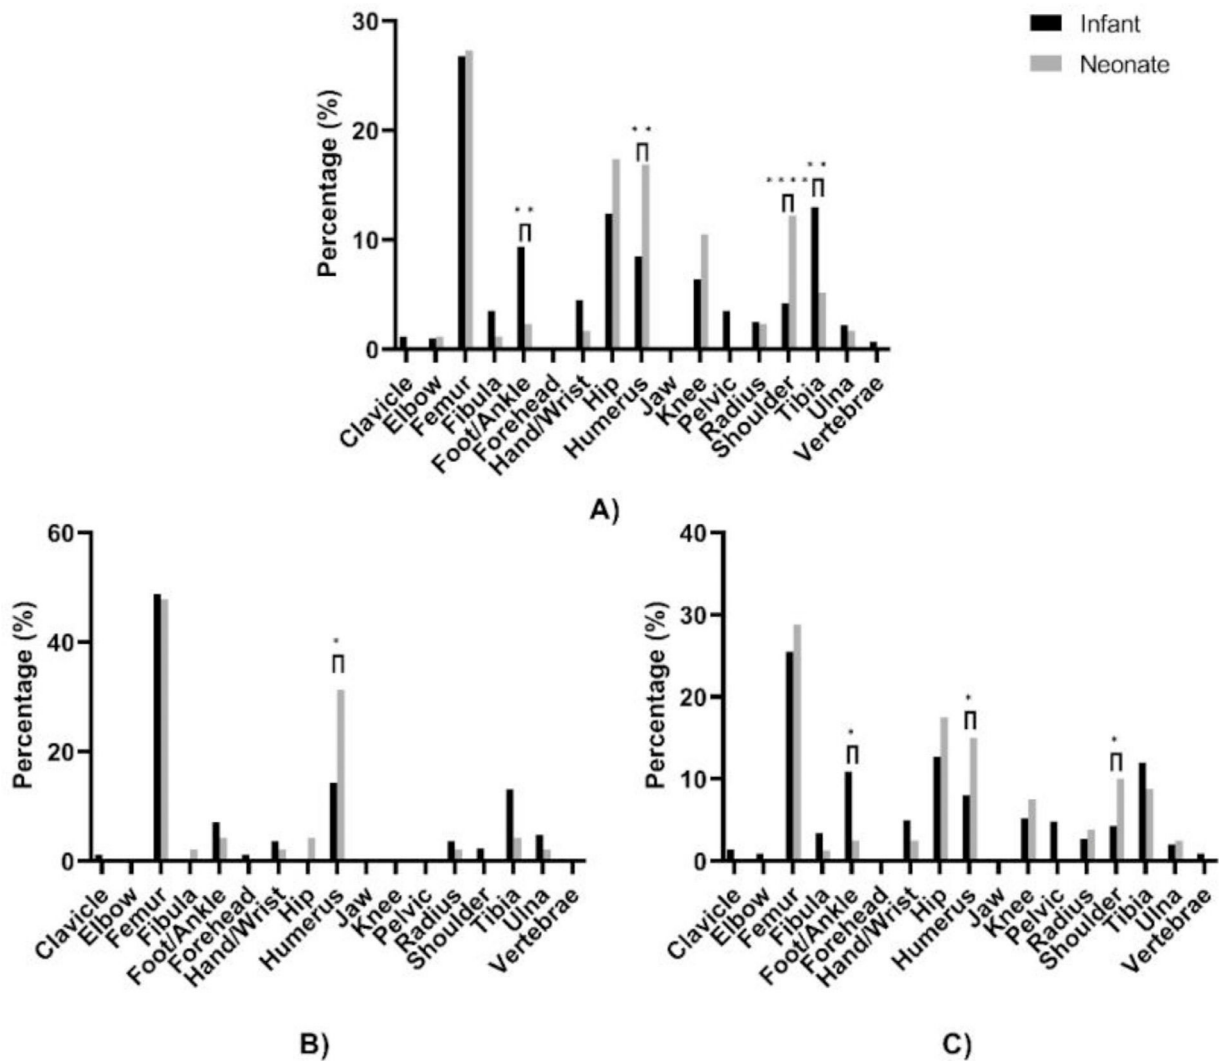 Infant
Neonate
Percentage (%)
30
20
10
0
* *
* *
* * * *
* *
Clavicle
Elbow
Femur
Fibula
Foot/Ankle
Forehead
Hand/Wrist
Hip
Humerus
Jaw
Knee
Pelvic
Radius
Shoulder
Tibia
Ulna
Vertebrae
A)
Percentage (%)
60
40
20
0
*
Clavicle
Elbow
Femur
Fibula
Foot/Ankle
Forehead
Hand/Wrist
Hip
Humerus
Jaw
Knee
Pelvic
Radius
Shoulder
Tibia
Ulna
Vertebrae
B)
Percentage (%)
40
30
20
10
0
*
*
*
Clavicle
Elbow
Femur
Fibula
Foot/Ankle
Forehead
Hand/Wrist
Hip
Humerus
Jaw
Knee
Pelvic
Radius
Shoulder
Tibia
Ulna
Vertebrae
C)